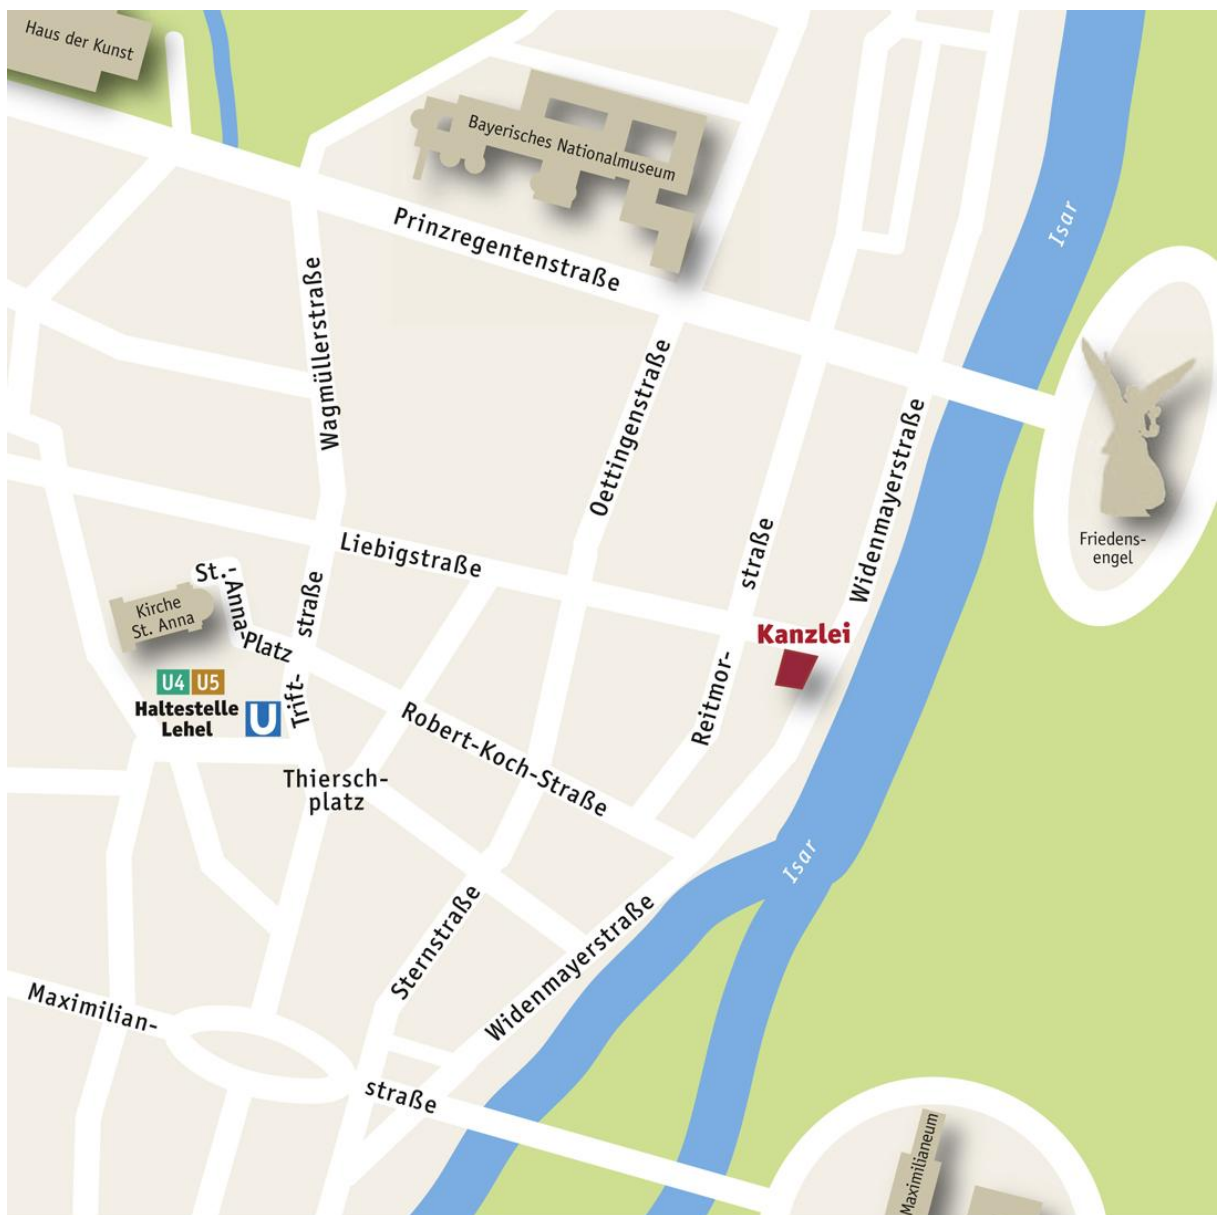 Haus der Kunst
Bayerisches Nationalmuseum
Prinzregentenstraße
Isar
Wagmüllerstraße
Oettingenstraße
Widenmayerstraße
Friedens-
engel
Liebigstraße
straße
St.-
Anna-
Platz
straße
Kirche
St. Anna
Kanzlei
U4 U5
Haltestelle
Lehel
U
Trift-
Reitmor-
Robert-Koch-Straße
Thiersch-
platz
Isar
Sternstraße
Widenmayerstraße
Maximilian-
straße
Maximilianeum